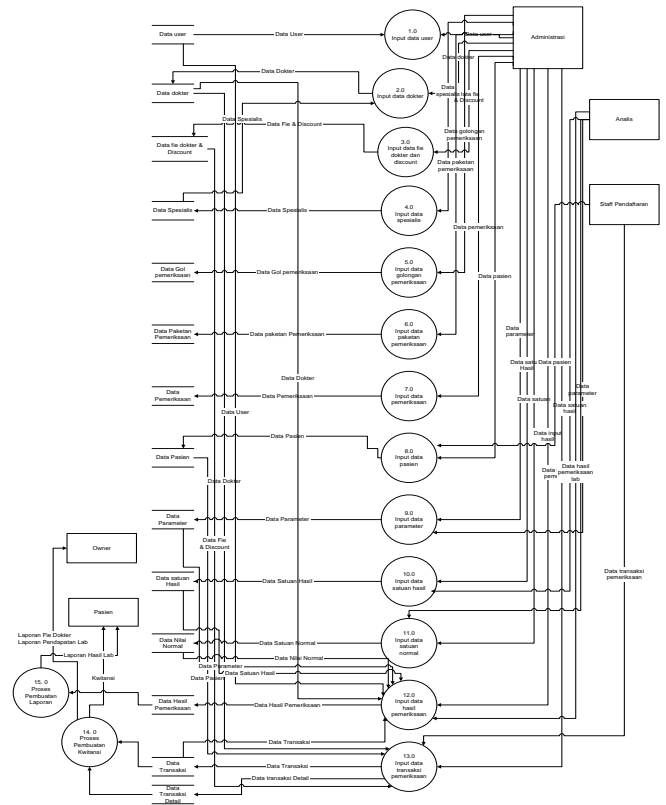 Data user
Data User
1.0
Input data user
Data user
Administrasi
Data dokter
Data Dokter
Data dokter
2.0
Input data dokter
Data
spesialis
& Discount
Analis
Data Spesialis
Data Fie & Discount
Data fie dokter &
Discount
3.0
Input data fie
dokter dan
discount
Data golongan
pemeriksaan
Data paketan
pemeriksaan
Staff Pendaftaran
Data Spesialis
Data Spesialis
4.0
Input data
spesialis
Data pemeriksaan
Data Gol
pemeriksaan
Data Gol pemeriksaan
5.0
Input data
golongan
pemeriksaan
Data pasien
Data Paketan
Pemeriksaan
Data paketan Pemeriksaan
6.0
Input data
paketan
pemeriksaan
Data
parameter
Data satuan
Hasil
Data pasien
Data Dokter
Data
Pemeriksaan
Data Pemeriksaan
7.0
Input data
pemeriksaan
Data satuan
Data
parameter
Data satuan
hasil
Data User
Data Pasien
Data Pasien
8.0
Input data
pasien
Data input
hasil
Data hasil
pemeriksaan
lab
Data
Data Dokter
Data
Parameter
Data Parameter
9.0
Input data
parameter
Data Fie
& Discount
Owner
Data satuan
Hasil
Data Satuan Hasil
10.0
Input data
satuan hasil
Data transaksi
pemeriksaan
Pasien
Laporan Fie Dokter
Laporan Pendapatan Lab
Laporan Hasil Lab
Data Nilai
Normal
Data Satuan Normal
11.0
Input data
satuan
normal
Data Nilai Normal
Data Parameter
Data Satuan Hasil
Data Pasien
Kwitansi
15. 0
Proses
Pembuatan
Laporan
Data Hasil
Pemeriksaan
Data Hasil Pemeriksaan
12.0
Input data
hasil
pemeriksaan
14. 0
Proses
Pembuatan
Kwitansi
Data Transaksi
Data
Transaksi
Data Transaksi
13.0
Input data
transaksi
pemeriksaan
Data transaksi Detail
Data
Transaksi
Detail